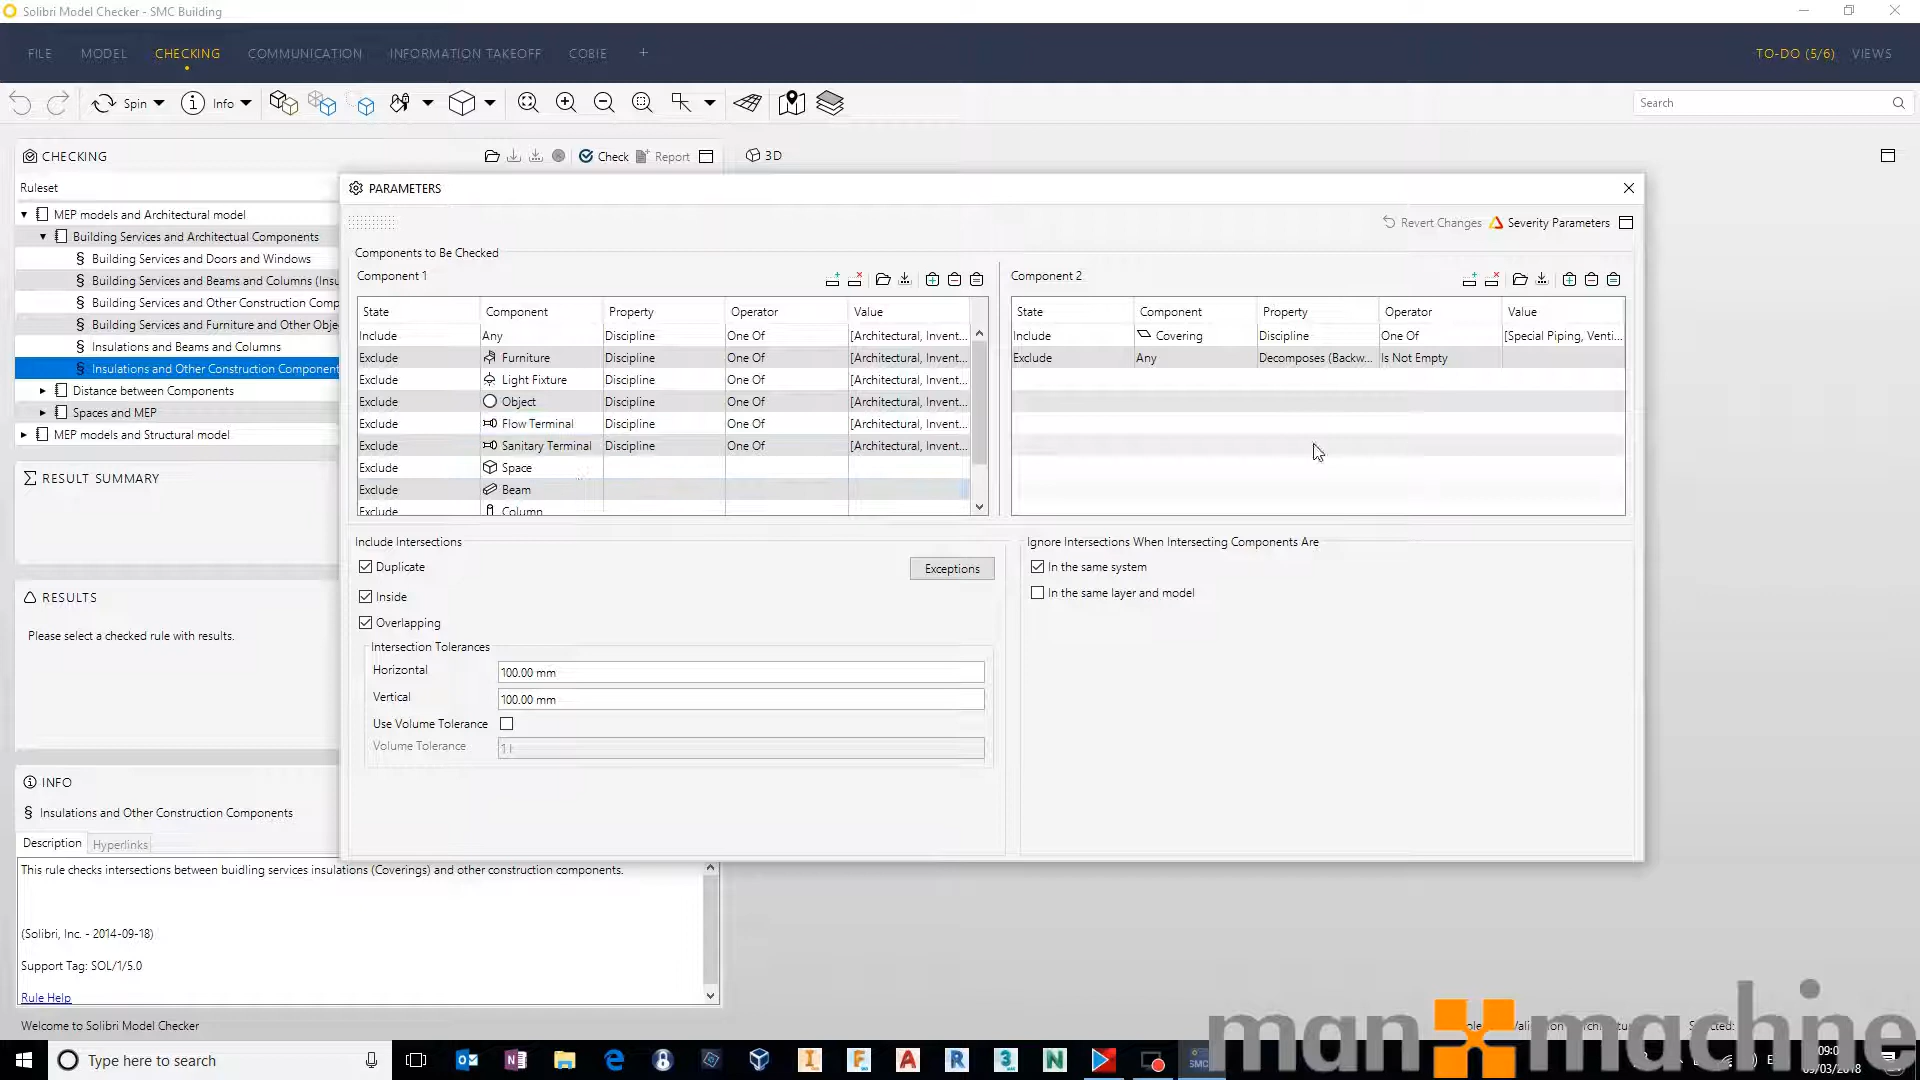 Solibri Model Checker - SMC Building
FILE MODEL CHECKING COMMUNICATION INFORMATION TAKEOFF COBIE + TO-DO (5/6) VIEWS
Spin Info Search
CHECKING Check Report 3D
Ruleset
MEP models and Architectural model
Building Services and Architectual Components
§ Building Services and Doors and Windows
§ Building Services and Beams and Columns (Insu
§ Building Services and Other Construction Comp
§ Building Services and Furniture and Other Obje
§ Insulations and Beams and Columns
§ Insulations and Other Construction Component
Distance between Components
Spaces and MEP
MEP models and Structural model
RESULT SUMMARY
RESULTS
Please select a checked rule with results.
INFO
§ Insulations and Other Construction Components
Description Hyperlinks
This rule checks intersections between buidling services insulations (Coverings) and other construction components.
(Solibri, Inc. - 2014-09-18)
Support Tag: SOL/1/5.0
Rule Help
Welcome to Solibri Model Checker
PARAMETERS
Revert Changes Severity Parameters
Components to Be Checked
Component 1
State Component Property Operator Value
Include Any Discipline One Of [Architectural, Invent...
Exclude Furniture Discipline One Of [Architectural, Invent...
Exclude Light Fixture Discipline One Of [Architectural, Invent...
Exclude Object Discipline One Of [Architectural, Invent...
Exclude Flow Terminal Discipline One Of [Architectural, Invent...
Exclude Sanitary Terminal Discipline One Of [Architectural, Invent...
Exclude Space
Exclude Beam
Exclude Column
Component 2
State Component Property Operator Value
Include Covering Discipline One Of [Special Piping, Venti...
Exclude Any Decomposes (Backw... Is Not Empty
Include Intersections
Duplicate
Exceptions
Inside
Overlapping
Intersection Tolerances
Horizontal 100.00 mm
Vertical 100.00 mm
Use Volume Tolerance
Volume Tolerance 1 l
Ignore Intersections When Intersecting Components Are
In the same system
In the same layer and model
man machine
Type here to search